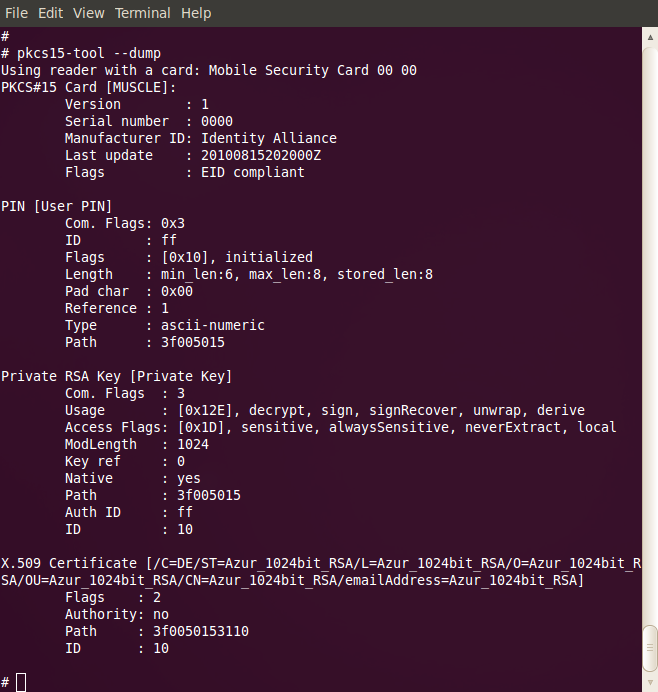 File Edit View Terminal Help
#
# pkcs15-tool --dump
Using reader with a card: Mobile Security Card 00 00
PKCS#15 Card [MUSCLE]:
Version : 1
Serial number : 0000
Manufacturer ID: Identity Alliance
Last update : 20100815202000Z
Flags : EID compliant
PIN [User PIN]
Com. Flags: 0x3
ID : ff
Flags : [0x10], initialized
Length : min_len:6, max_len:8, stored_len:8
Pad char : 0x00
Reference : 1
Type : ascii-numeric
Path : 3f005015
Private RSA Key [Private Key]
Com. Flags : 3
Usage : [0x12E], decrypt, sign, signRecover, unwrap, derive
Access Flags: [0x1D], sensitive, alwaysSensitive, neverExtract, local
ModLength : 1024
Key ref : 0
Native : yes
Path : 3f005015
Auth ID : ff
ID : 10
X.509 Certificate [/C=DE/ST=Azur_1024bit_RSA/L=Azur_1024bit_RSA/O=Azur_1024bit_R
SA/OU=Azur_1024bit_RSA/CN=Azur_1024bit_RSA/emailAddress=Azur_1024bit_RSA]
Flags : 2
Authority: no
Path : 3f0050153110
ID : 10
#